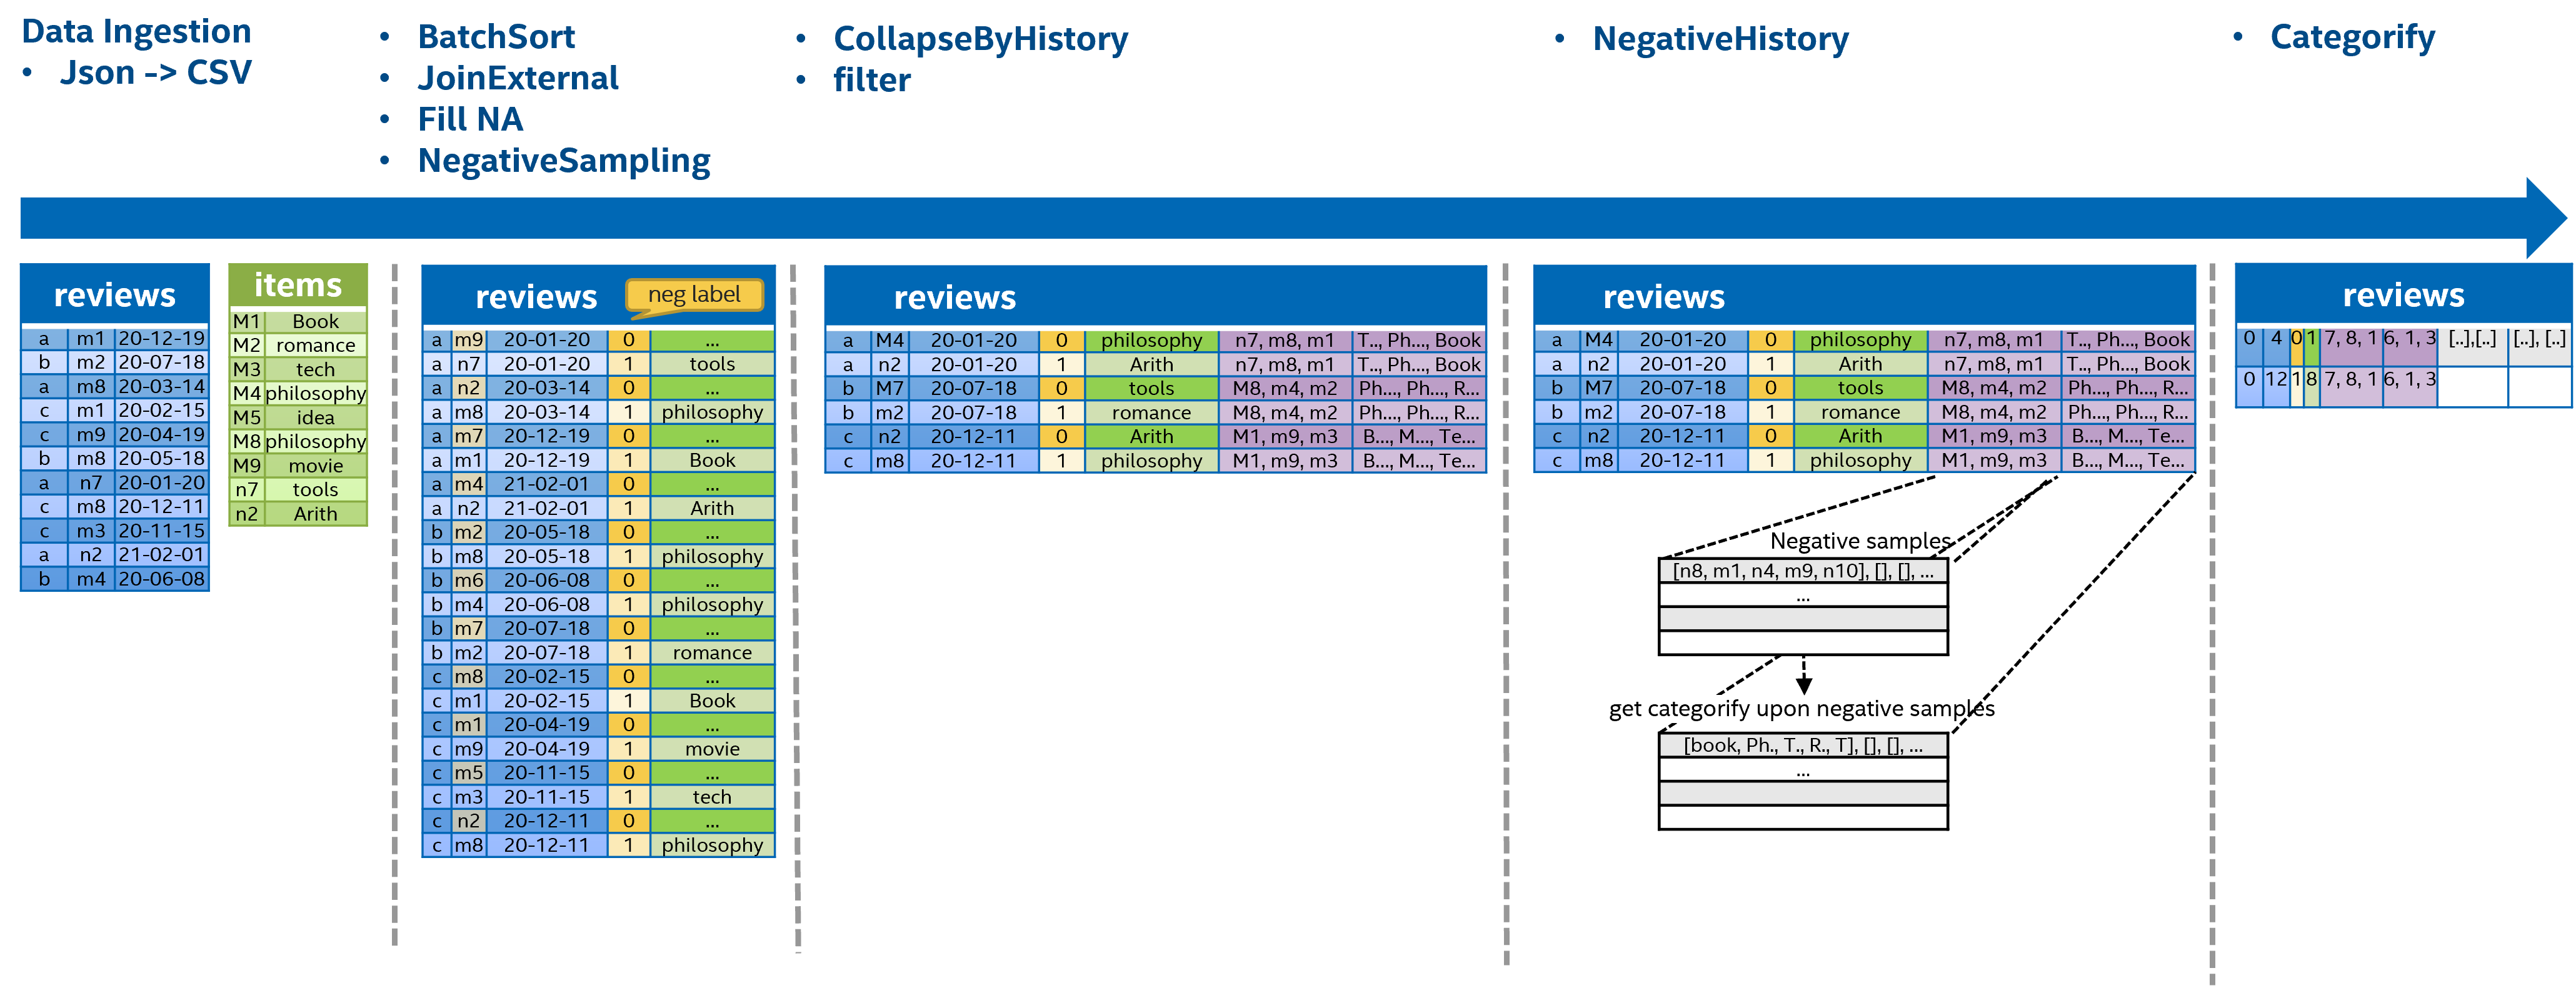 Data Ingestion
• Json -> CSV
• BatchSort
• JoinExternal
• Fill NA
• NegativeSampling
• CollapseByHistory
• filter
• NegativeHistory
• Categorify
reviews
a m1 20-12-19
b m2 20-07-18
a m8 20-03-14
c m1 20-02-15
c m9 20-04-19
b m8 20-05-18
a n7 20-01-20
c m8 20-12-11
c m3 20-11-15
a n2 21-02-01
b m4 20-06-08
items
M1 Book
M2 romance
M3 tech
M4 philosophy
M5 idea
M8 philosophy
M9 movie
n7 tools
n2 Arith
reviews
neg label
a m9 20-01-20 0 ...
a n7 20-01-20 1 tools
a n2 20-03-14 0 ...
a m8 20-03-14 1 philosophy
a m7 20-12-19 0 ...
a m1 20-12-19 1 Book
a m4 21-02-01 0 ...
a n2 21-02-01 1 Arith
b m2 20-05-18 0 ...
b m8 20-05-18 1 philosophy
b m6 20-06-08 0 ...
b m4 20-06-08 1 philosophy
b m7 20-07-18 0 ...
b m2 20-07-18 1 romance
c m8 20-02-15 0 ...
c m1 20-02-15 1 Book
c m1 20-04-19 0 ...
c m9 20-04-19 1 movie
c m5 20-11-15 0 ...
c m3 20-11-15 1 tech
c n2 20-12-11 0 ...
c m8 20-12-11 1 philosophy
reviews
a M4 20-01-20 0 philosophy n7, m8, m1 T.., Ph..., Book
a n2 20-01-20 1 Arith n7, m8, m1 T.., Ph..., Book
b M7 20-07-18 0 tools M8, m4, m2 Ph..., Ph..., R...
b m2 20-07-18 1 romance M8, m4, m2 Ph..., Ph..., R...
c n2 20-12-11 0 Arith M1, m9, m3 B..., M..., Te...
c m8 20-12-11 1 philosophy M1, m9, m3 B..., M..., Te...
reviews
a M4 20-01-20 0 philosophy n7, m8, m1 T.., Ph..., Book
a n2 20-01-20 1 Arith n7, m8, m1 T.., Ph..., Book
b M7 20-07-18 0 tools M8, m4, m2 Ph..., Ph..., R...
b m2 20-07-18 1 romance M8, m4, m2 Ph..., Ph..., R...
c n2 20-12-11 0 Arith M1, m9, m3 B..., M..., Te...
c m8 20-12-11 1 philosophy M1, m9, m3 B..., M..., Te...
Negative samples
[n8, m1, n4, m9, n10], [], [], ...
...
get categorify upon negative samples
[book, Ph., T., R., T], [], [], ...
...
reviews
0 4 0 1 7, 8, 1 6, 1, 3 [..],[..] [..], [..]
0 12 1 8 7, 8, 1 6, 1, 3